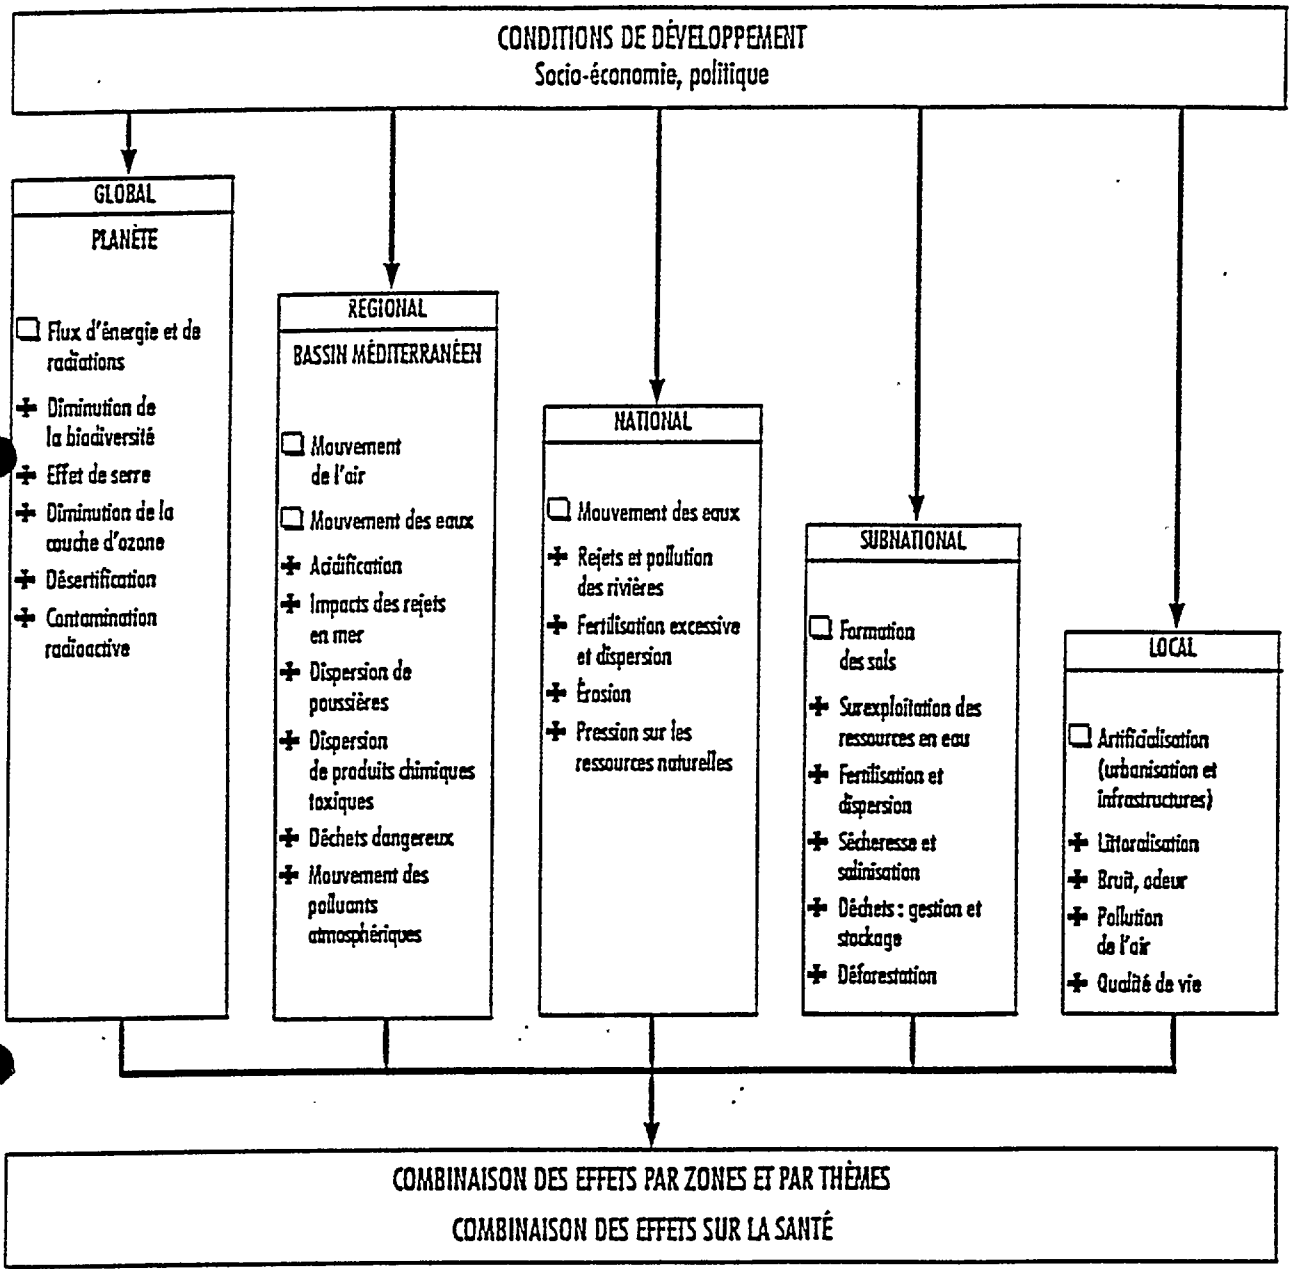 CONDITIONS DE DÉVELOPPEMENT
Socio-économie, politique
GLOBAL
PLANÈTE
Flux d'énergie et de
radiations
Diminution de
la biodiversité
Effet de serre
Diminution de la
couche d'ozone
Désertification
Contamination
radioactive
REGIONAL
BASSIN MÉDITERRANÉEN
Mouvement
de l'air
Mouvement des eaux
Acidification
Impacts des rejets
en mer
Dispersion de
poussières
Dispersion
de produits chimiques
toxiques
Déchets dangereux
Mouvement des
polluants
atmosphériques
NATIONAL
Mouvement des eaux
Rejets et pollution
des rivières
Fertilisation excessive
et dispersion
Érosion
Pression sur les
ressources naturelles
SUBNATIONAL
Formation
des sols
Surexploitation des
ressources en eau
Fertilisation et
dispersion
Sécheresse et
salinisation
Déchets : gestion et
stockage
Déforestation
LOCAL
Artificialisation
(urbanisation et
infrastructures)
Littoralisation
Bruit, odeur
Pollution
de l'air
Qualité de vie
COMBINAISON DES EFFETS PAR ZONES ET PAR THÈMES
COMBINAISON DES EFFETS SUR LA SANTÉ